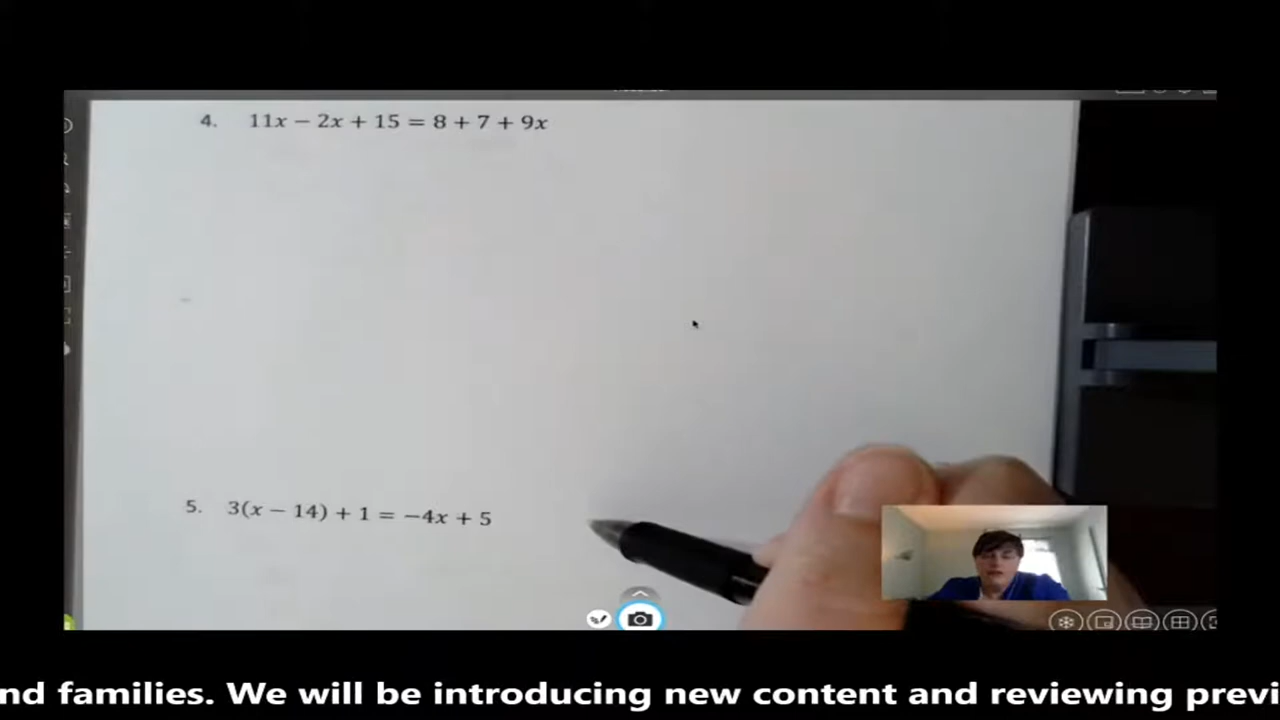 4. 11x − 2x + 15 = 8 + 7 + 9x
5. 3(x − 14) + 1 = −4x + 5
nd families. We will be introducing new content and reviewing previ